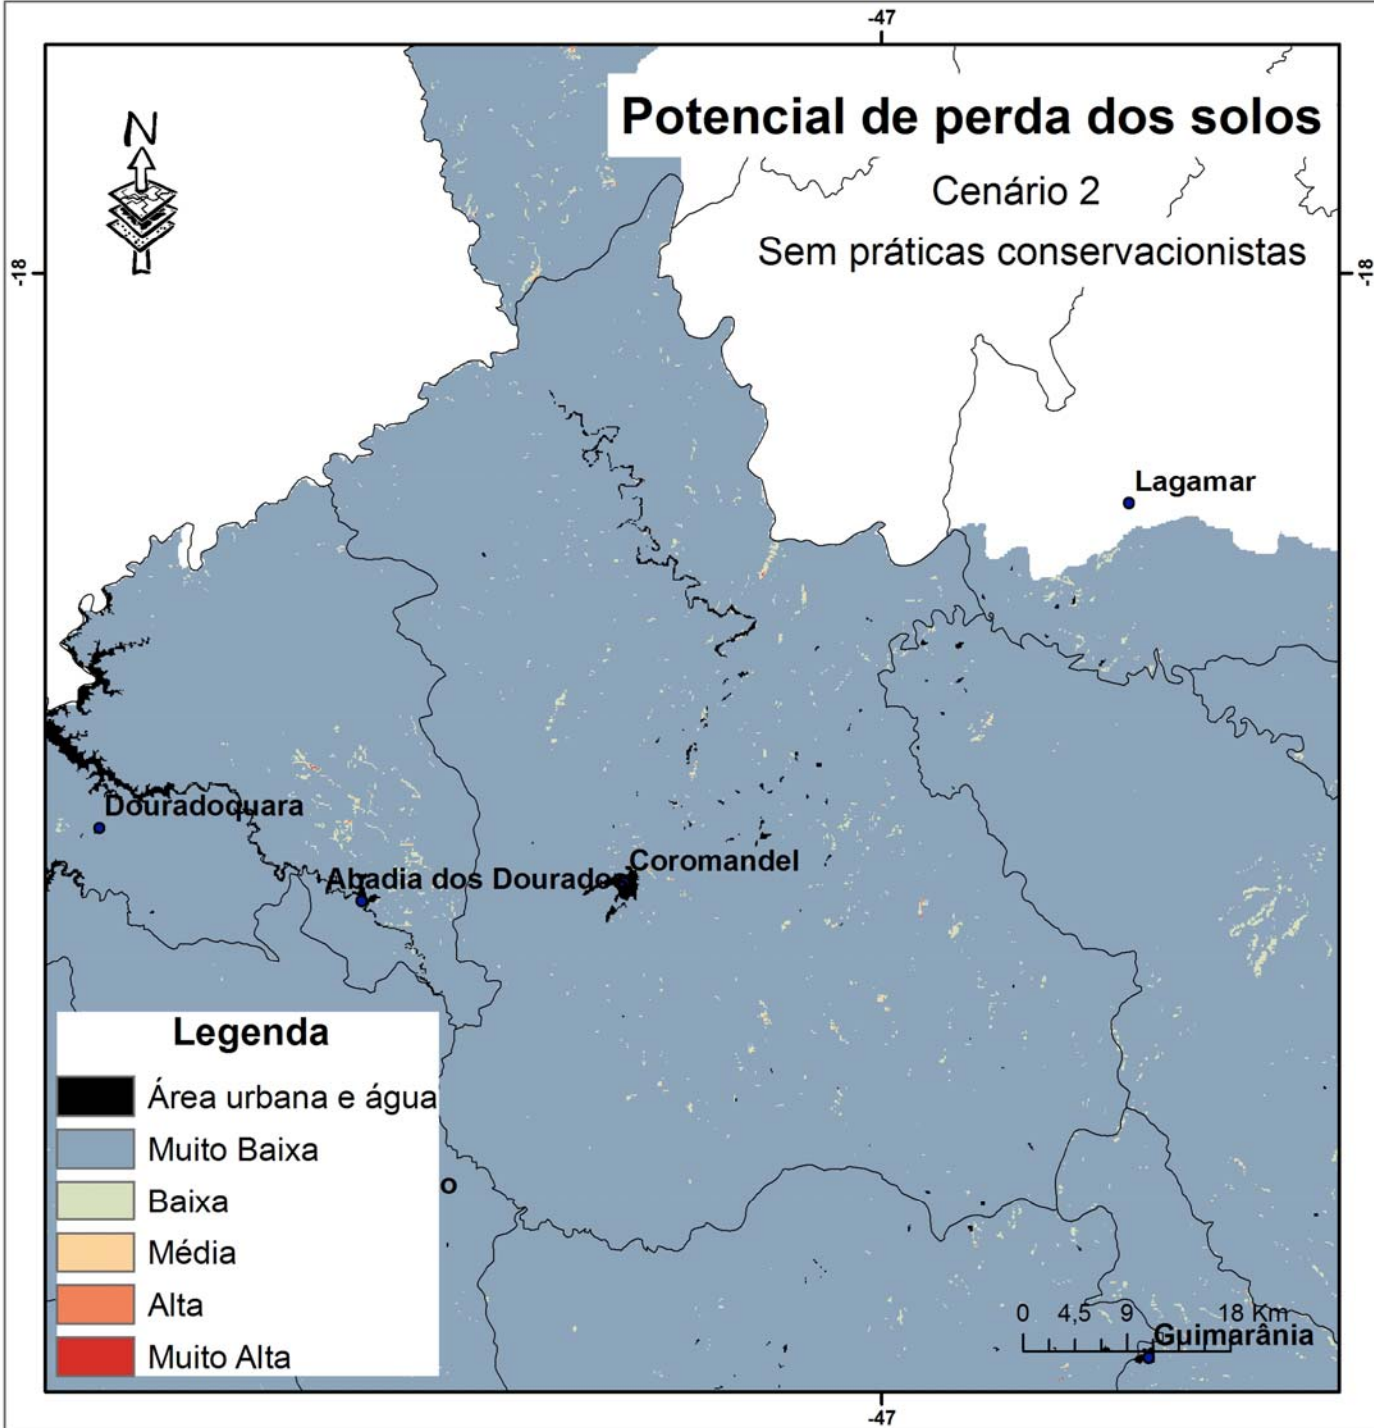 -47
N
Potencial de perda dos solos
Cenário 2
Sem práticas conservacionistas
-18
-18
Lagamar
Douradoquara
Coromandel
Abadia dos Dourados
Legenda
Área urbana e água
Muito Baixa
o
Baixa
Média
Alta
Muito Alta
0 4,5 9 18 Km
Guimarânia
-47